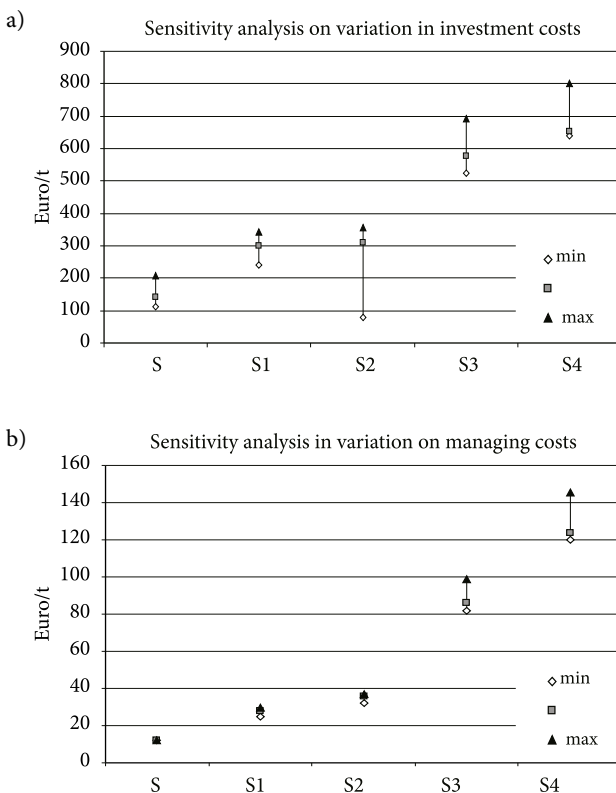 a)
Sensitivity analysis on variation in investment costs
900
800
700
600
500
400
300
200
100
0
Euro/t
min
max
S S1 S2 S3 S4
b)
Sensitivity analysis in variation on managing costs
160
140
120
100
80
60
40
20
0
Euro/t
min
max
S S1 S2 S3 S4